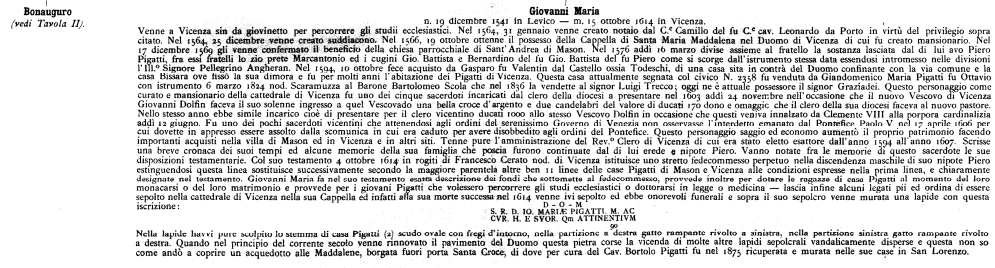 Bonauguro
(vedi Tavola II).
Giovanni Maria
n. 19 dicembre 1541 in Levico — m. 15 ottobre 1614 in Vicenza.
Venne a Vicenza sin da giovinetto per percorrere gli studii ecclesiastici. Nel 1564, 31 gennaio venne creato notaio dal C.e Camillo del fu C.e cav. Leonardo da Porto in virtù del privilegio sopra
citato. Nel 1564, 25 dicembre venne creato suddiacono. Nel 1566, 19 ottobre ottenne il possesso della Cappella di Santa Maria Maddalena nel Duomo di Vicenza di cui fu creato mansionario. Nel
17 dicembre 1569 gli venne confermato il beneficio della chiesa parrocchiale di Sant'Andrea di Mason. Nel 1576 addì 16 marzo divise assieme al fratello la sostanza lasciata dal di lui avo Piero
Pigatti, fra essi fratelli lo zio prete Marcantonio ed i cugini Gio. Battista e Bernardino del fu Gio. Battista del fu Piero come si scorge dall'istrumento stessa data essendosi intromesso nelle divisioni
l'Ill.o Signore Pellegrino Angheran. Nel 1594, 10 ottobre fece acquisto da Gasparo fu Valentin dal Castello ossia Todeschi, di una casa sita in contrà del Duomo confinante con la via comune e la
casa Bissara ove fissò la sua dimora e fu per molti anni l'abitazione dei Pigatti di Vicenza. Questa casa attualmente segnata col civico N. 2358 fu venduta da Giandomenico Maria Pigatti fu Ottavio
con istrumento 6 marzo 1824 nod. Scaramuzza al Barone Bartolomeo Scola che nel 1836 la vendette al signor Luigi Trecco; oggi ne è attuale possessore il signor Graziadei. Questo personaggio come
curato e mansionario della cattedrale di Vicenza fu uno dei cinque sacerdoti incaricati dal clero della diocesi a presentare nel 1603 addì 24 novembre nell'occasione che il nuovo Vescovo di Vicenza
Giovanni Dolfin faceva il suo solenne ingresso a quel Vescovado una bella croce d'argento e due candelabri del valore di ducati 170 dono e omaggio che il clero della sua diocesi faceva al nuovo pastore.
Nello stesso anno ebbe simile incarico cioè di presentare per il clero vicentino ducati 1000 allo stesso Vescovo Dolfin in occasione che questi veniva innalzato da Clemente VIII alla porpora cardinalizia
addì 12 giugno. Fu uno dei pochi sacerdoti vicentini che attenendosi agli ordini del serenissimo Governo di Venezia non osservasse l'interdetto emanato dal Pontefice Paolo V nel 17 aprile 1606 per
cui dovette in appresso essere assolto dalla scomunica in cui era caduto per avere disobbedito agli ordini del Pontefice. Questo personaggio saggio ed economo aumentò il proprio patrimonio facendo
importanti acquisti nella villa di Mason ed in Vicenza e in altri siti. Tenne pure l'amministrazione del Rev.o Clero di Vicenza di cui era stato eletto esattore dall'anno 1594 all'anno 1607. Scrisse
una breve cronaca dei suoi tempi ed alcune memorie della sua famiglia che poscia furono continuate dal di lui erede e nipote Piero. Vanno notate fra le memorie di questo sacerdote le sue
disposizioni testamentarie. Col suo testamento 4 ottobre 1614 in rogiti di Francesco Cerato nod. di Vicenza istituisce uno stretto fedecommesso perpetuo nella discendenza maschile di suo nipote Piero
estinguendosi questa linea sostituisce successivamente secondo la maggiore parentela altre ben 11 linee delle case Pigatti di Mason e Vicenza alle condizioni espresse nella prima linea, e chiaramente
designate nel testamento. Giovanni Maria fa nel suo testamento esatta descrizione dei fondi che sottomette al fedecommesso, provvede inoltre per dotare le ragaze di casa Pigatti al momento del loro
monacarsi o del loro matrimonio e provvede per i giovani Pigatti che volessero percorrere gli studi ecclesiastici o dottorarsi in legge o medicina — lascia infine alcuni legati pii ed ordina di essere
sepolto nella cattedrale di Vicenza nella sua Cappella ed infatti alla sua morte successa nel 1614 venne ivi sepolto ed ebbe onorevoli funerali e sopra il suo sepolcro venne murata una lapide con questa
iscrizione:
D - O - M
S. R. D. IO. MARIÆ PIGATTI. M. AC
CVR. H. E SVOR. Qm ATTINENTIVM
Nella lapide havvi pure scolpito lo stemma di casa Pigatti (a) scudo ovale con fregi d'intorno, nella partizione a destra gatto rampante rivolto a sinistra, nella partizione sinistra gatto rampante rivolto
a destra. Quando nel principio del corrente secolo venne rinnovato il pavimento del Duomo questa pietra corse la vicenda di molte altre lapidi sepolcrali vandalicamente disperse e questa non so
come andò a coprire un acquedotto alle Maddalene, borgata fuori porta Santa Croce, di dove per cura del Cav. Bortolo Pigatti fu nel 1875 ricuperata e murata nelle sue case in San Lorenzo.